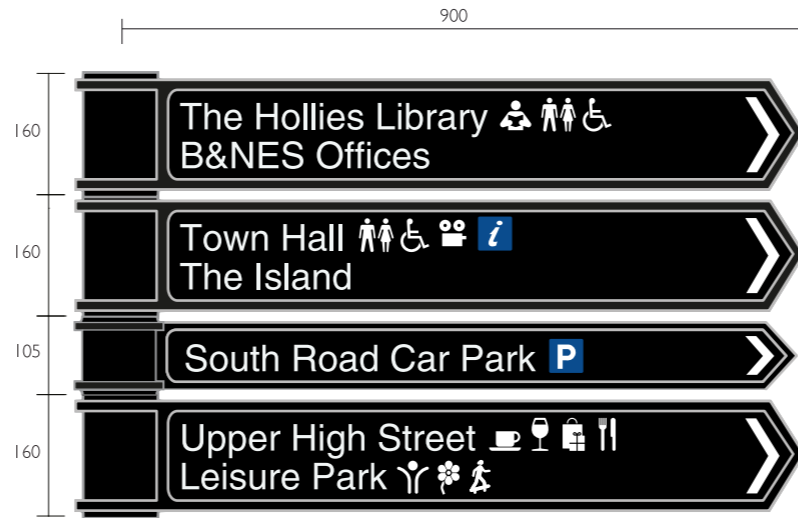 900
160
The Hollies Library
B&NES Offices
160
Town Hall i
The Island
105
South Road Car Park P
160
Upper High Street
Leisure Park